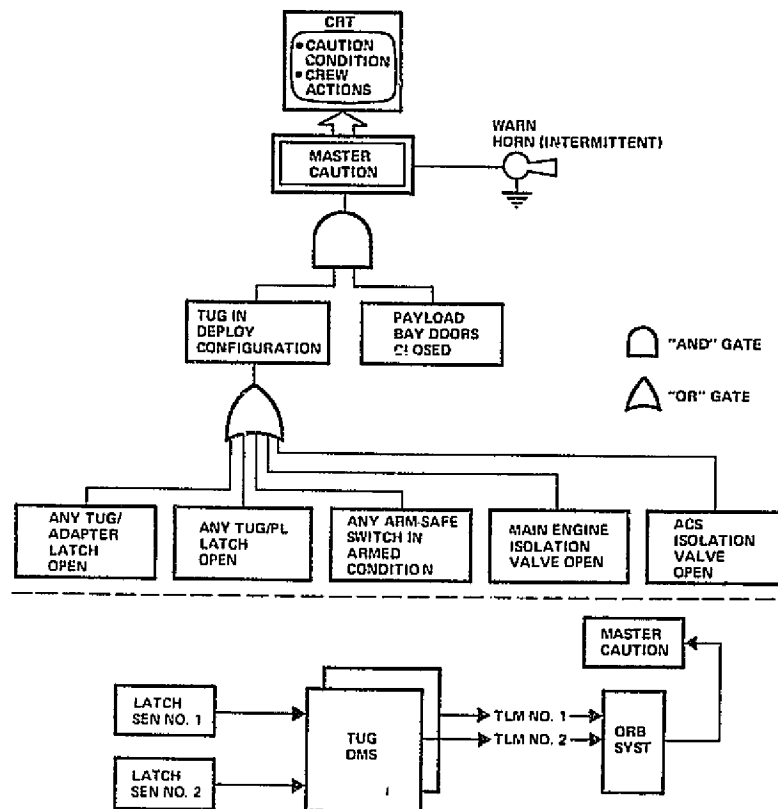 CRT
• CAUTION
CONDITION
• CREW
ACTIONS
WARN
HORN (INTERMITTENT)
MASTER
CAUTION
TUG IN
DEPLOY
CONFIGURATION
PAYLOAD
BAY DOORS
CLOSED
"AND" GATE
"OR" GATE
ANY TUG/
ADAPTER
LATCH
OPEN
ANY TUG/PL
LATCH
OPEN
ANY ARM-SAFE
SWITCH IN
ARMED
CONDITION
MAIN ENGINE
ISOLATION
VALVE OPEN
ACS
ISOLATION
VALVE
OPEN
MASTER
CAUTION
LATCH
SEN NO. 1
LATCH
SEN NO. 2
TUG
DMS
TLM NO. 1
TLM NO. 2
ORB
SYST